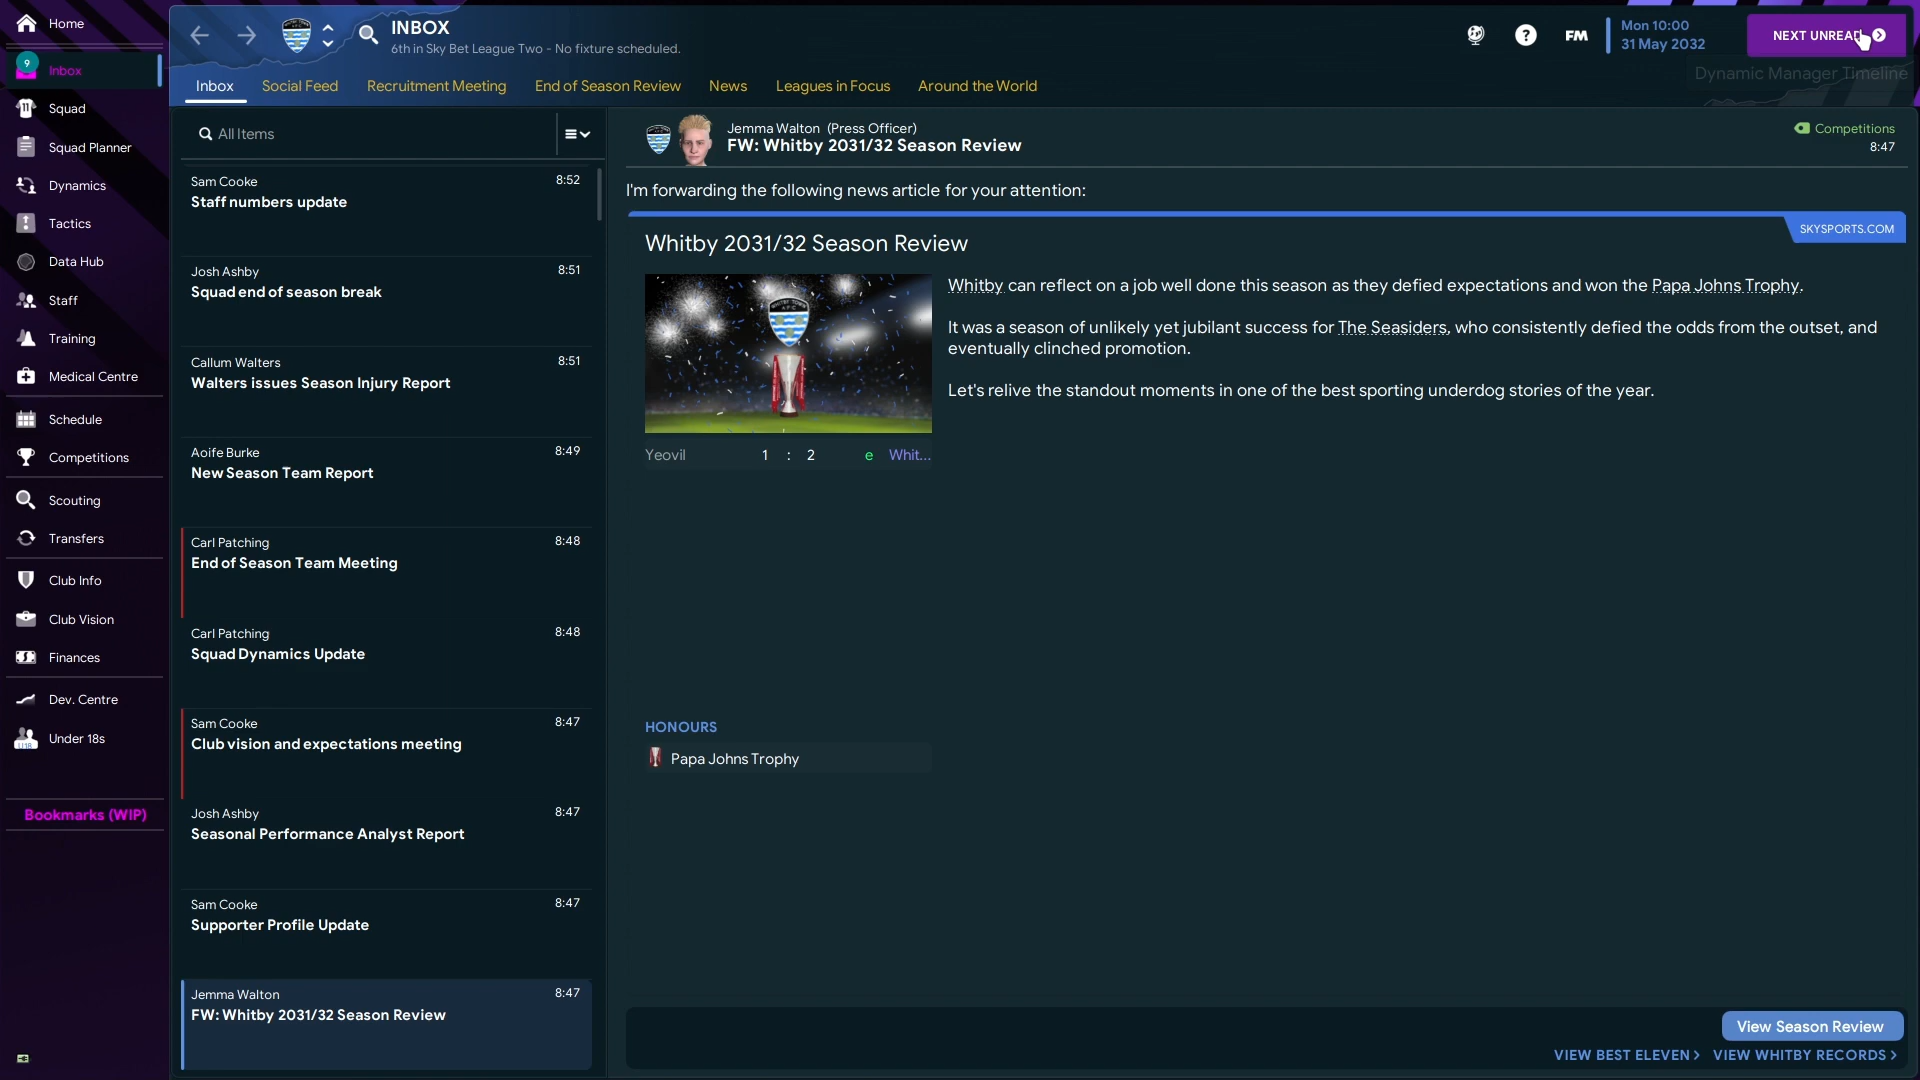 Home
9
Inbox
Squad
Squad Planner
Dynamics
Tactics
Data Hub
Staff
Training
Medical Centre
Schedule
Competitions
Scouting
Transfers
Club Info
Club Vision
Finances
Dev. Centre
U18
Under 18s
Bookmarks (WIP)
INBOX
6th in Sky Bet League Two - No fixture scheduled.
?
FM
Mon 10:00
31 May 2032
NEXT UNREAD
Dynamic Manager Timeline
Inbox
Social Feed
Recruitment Meeting
End of Season Review
News
Leagues in Focus
Around the World
All Items
Sam Cooke 8:52
Staff numbers update
Josh Ashby 8:51
Squad end of season break
Callum Walters 8:51
Walters issues Season Injury Report
Aoife Burke 8:49
New Season Team Report
Carl Patching 8:48
End of Season Team Meeting
Carl Patching 8:48
Squad Dynamics Update
Sam Cooke 8:47
Club vision and expectations meeting
Josh Ashby 8:47
Seasonal Performance Analyst Report
Sam Cooke 8:47
Supporter Profile Update
Jemma Walton 8:47
FW: Whitby 2031/32 Season Review
Jemma Walton (Press Officer)
FW: Whitby 2031/32 Season Review
Competitions
8:47
I'm forwarding the following news article for your attention:
SKYSPORTS.COM
Whitby 2031/32 Season Review
Whitby can reflect on a job well done this season as they defied expectations and won the Papa Johns Trophy.
It was a season of unlikely yet jubilant success for The Seasiders, who consistently defied the odds from the outset, and
eventually clinched promotion.
Let's relive the standout moments in one of the best sporting underdog stories of the year.
Yeovil 1 : 2 e Whit...
HONOURS
Papa Johns Trophy
View Season Review
VIEW BEST ELEVEN > VIEW WHITBY RECORDS >